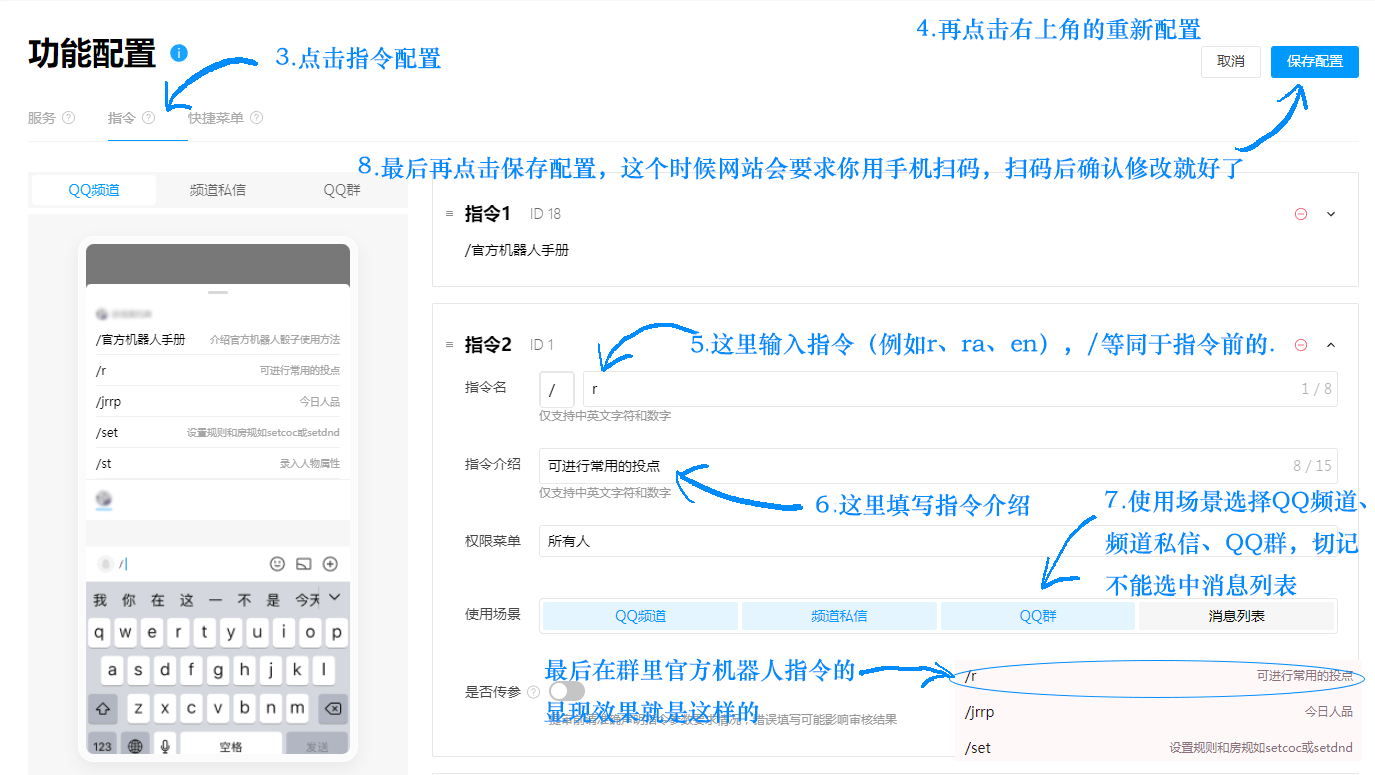 4.再点击右上角的重新配置
功能配置
3.点击指令配置
取消
保存配置
服务
指令
快捷菜单
8.最后再点击保存配置，这个时候网站会要求你用手机扫码，扫码后确认修改就好了
QQ频道
频道私信
QQ群
指令1 ID 18
/官方机器人手册
/官方机器人手册 介绍官方机器人骰子使用方法
/r 可进行常用的投点
/jrrp 今日人品
/set 设置规则和房规如setcoc或setdnd
/st 录入人物属性
/
我 你 在 这 一 不 是 今天
q w e r t y u i o p
a s d f g h j k l
z x c v b n m
123 空格 发送
指令2 ID 1
5.这里输入指令（例如r、ra、en），/等同于指令前的.
指令名 / r 1 / 8
仅支持中英文字符和数字
指令介绍 可进行常用的投点 8 / 15
仅支持中英文字符和数字
6.这里填写指令介绍
7.使用场景选择QQ频道、
频道私信、QQ群，切记
不能选中消息列表
权限菜单 所有人
使用场景 QQ频道 频道私信 QQ群 消息列表
最后在群里官方机器人指令的
显现效果就是这样的
是否传参
错误填写可能影响审核结果
/r 可进行常用的投点
/jrrp 今日人品
/set 设置规则和房规如setcoc或setdnd